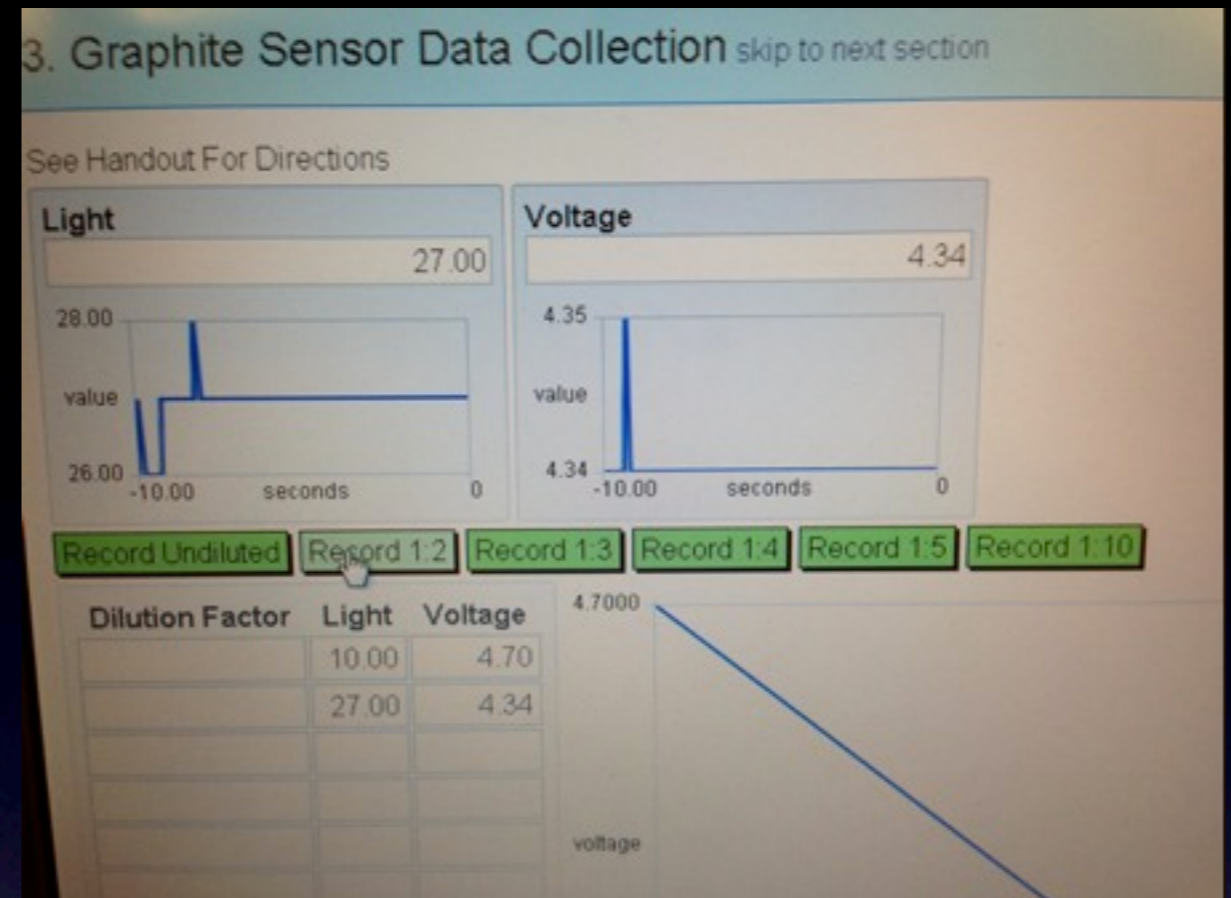 3. Graphite Sensor Data Collection skip to next section
See Handout For Directions
Light
27.00
28.00
value
26.00
-10.00 seconds 0
Voltage
4.34
4.35
value
4.34
-10.00 seconds 0
Record Undiluted Record 1:2 Record 1:3 Record 1:4 Record 1:5 Record 1:10
Dilution Factor Light Voltage
10.00 4.70
27.00 4.34
4.7000
voltage